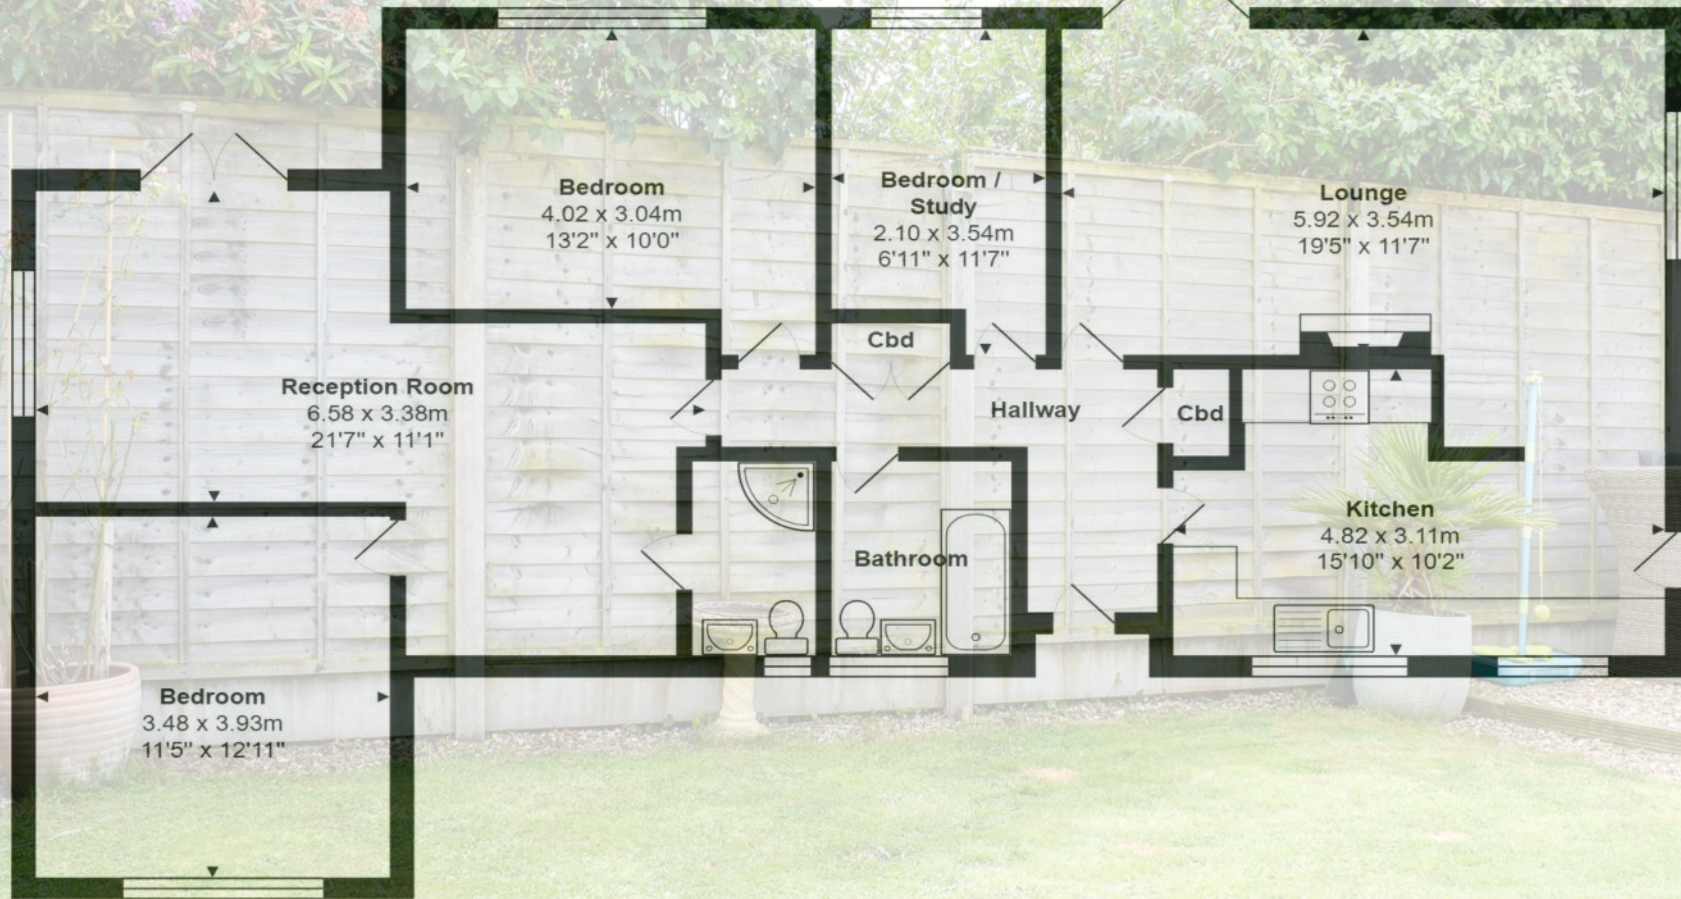 Bedroom
4.02 x 3.04m
13'2" x 10'0"
Bedroom /
Study
2.10 x 3.54m
6'11" x 11'7"
Lounge
5.92 x 3.54m
19'5" x 11'7"
Cbd
Reception Room
6.58 x 3.38m
21'7" x 11'1"
Hallway
Cbd
Kitchen
4.82 x 3.11m
15'10" x 10'2"
Bathroom
Bedroom
3.48 x 3.93m
11'5" x 12'11"